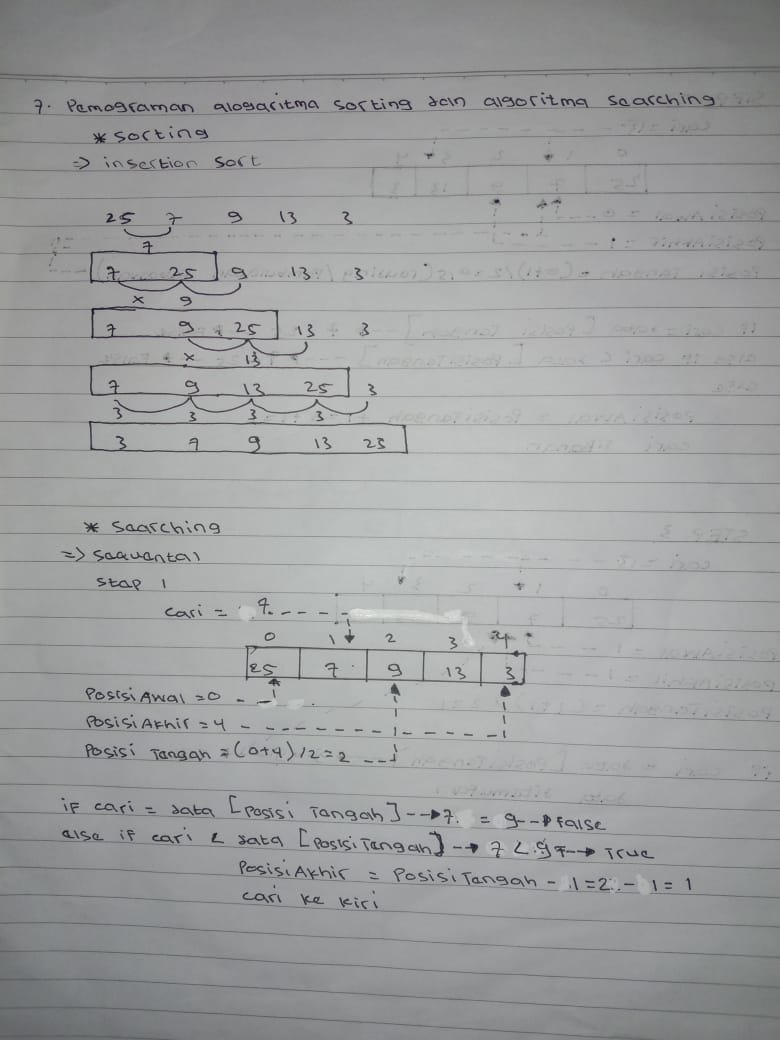 7. Pemograman alogaritma sorting dan algoritma searching
* sorting
=> insertion sort
25 7 9 13 3
7
7 25 9 13 3
x 9
7 9 25 13 3
x 13
7 9 13 25 3
3 3 3 3
3 7 9 13 25
* Searching
=> sequental
step 1
cari = 7
0 1 2 3 4
25 7 9 13 3
Posisi Awal = 0
Posisi Akhir = 4
Posisi Tangah = (0+4)/2 = 2
if cari = data [Posisi Tangah] --> 7 = 9 --> False
else if cari < data [Posisi Tengah] --> 7 < 9 --> True
Posisi Akhir = Posisi Tangah - 1 = 2 - 1 = 1
cari ke kiri